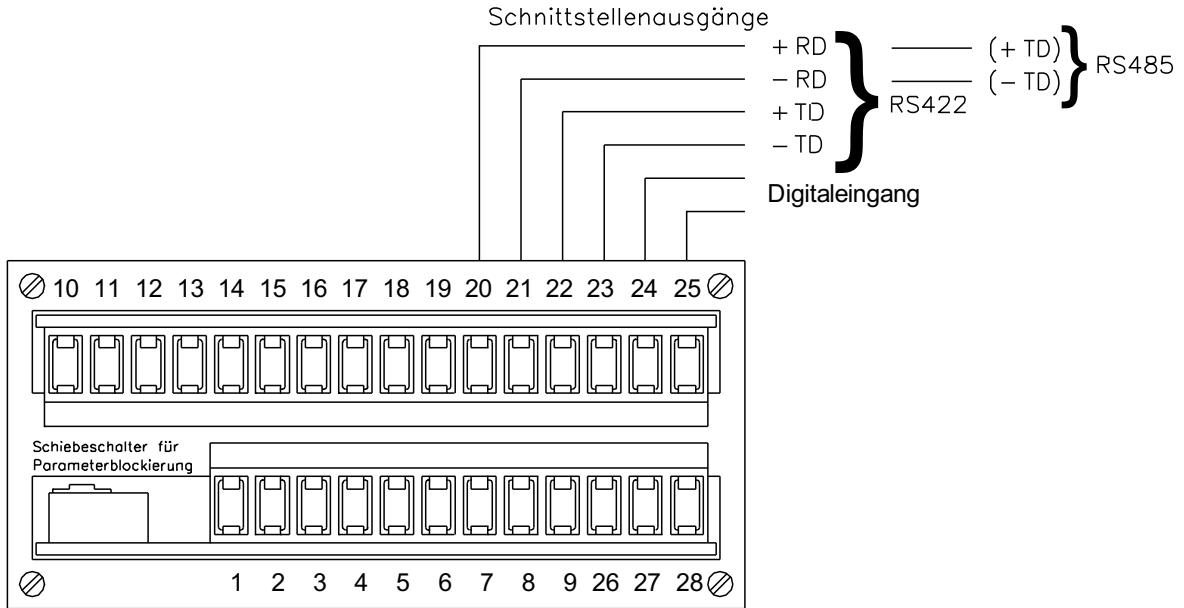 Schnittstellenausgänge
+ RD
(+ TD)
RS485
− RD
(− TD)
RS422
+ TD
− TD
Digitaleingang
10 11 12 13 14 15 16 17 18 19 20 21 22 23 24 25
Schiebeschalter für
Parameterblockierung
1 2 3 4 5 6 7 8 9 26 27 28